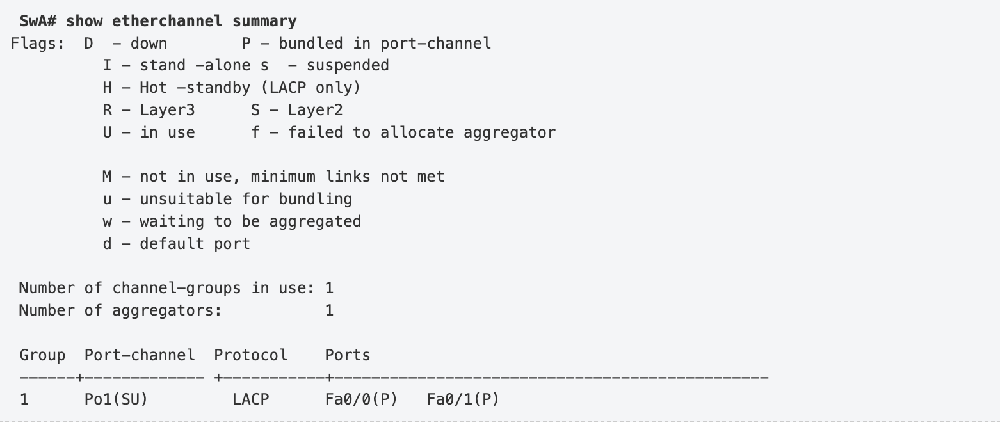 SwA# show etherchannel summary
Flags:  D  – down        P – bundled in port–channel
I – stand –alone s  – suspended
H – Hot –standby (LACP only)
R – Layer3      S – Layer2
U – in use      f – failed to allocate aggregator
M – not in use, minimum links not met
u – unsuitable for bundling
w – waiting to be aggregated
d – default port
Number of channel–groups in use: 1
Number of aggregators:           1
Group  Port–channel  Protocol    Ports
––––––+––––––––––––– +–––––––––––+–––––––––––––––––––––––––––––––––––––––––––––––
1      Po1(SU)         LACP      Fa0/0(P)   Fa0/1(P)